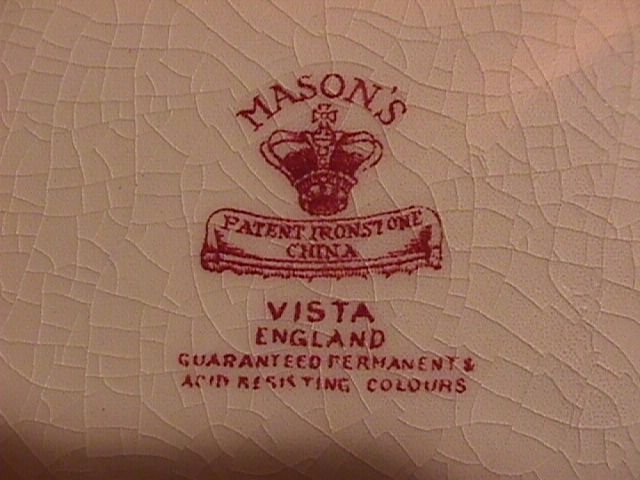 MASON'S
PATENT IRONSTONE
CHINA
VISTA
ENGLAND
GUARANTEED PERMANENT &
ACID RESISTING COLOURS